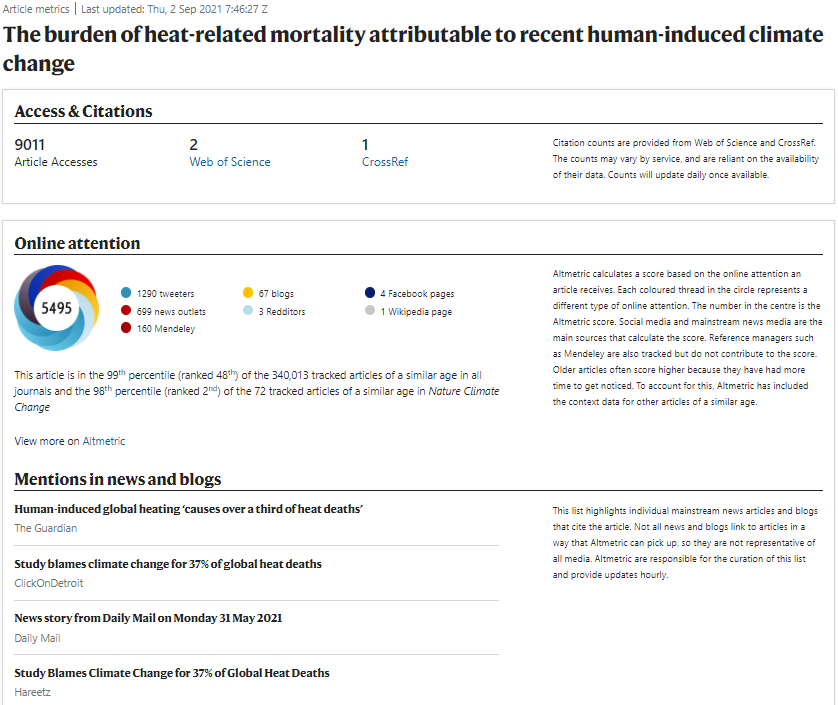 Article metrics | Last updated: Thu, 2 Sep 2021 7:46:27 Z
The burden of heat-related mortality attributable to recent human-induced climate
change
Access & Citations
9011
Article Accesses
2
Web of Science
1
CrossRef
Citation counts are provided from Web of Science and CrossRef.
The counts may vary by service, and are reliant on the availability
of their data. Counts will update daily once available.
Online attention
5495
1290 tweeters
699 news outlets
160 Mendeley
67 blogs
3 Redditors
4 Facebook pages
1 Wikipedia page
This article is in the 99th percentile (ranked 48th) of the 340,013 tracked articles of a similar age in all
journals and the 98th percentile (ranked 2nd) of the 72 tracked articles of a similar age in Nature Climate
Change
View more on Altmetric
Altmetric calculates a score based on the online attention an
article receives. Each coloured thread in the circle represents a
different type of online attention. The number in the centre is the
Altmetric score. Social media and mainstream news media are the
main sources that calculate the score. Reference managers such
as Mendeley are also tracked but do not contribute to the score.
Older articles often score higher because they have had more
time to get noticed. To account for this, Altmetric has included
the context data for other articles of a similar age.
Mentions in news and blogs
Human-induced global heating ‘causes over a third of heat deaths’
The Guardian
Study blames climate change for 37% of global heat deaths
ClickOnDetroit
News story from Daily Mail on Monday 31 May 2021
Daily Mail
Study Blames Climate Change for 37% of Global Heat Deaths
Hareetz
This list highlights individual mainstream news articles and blogs
that cite the article. Not all news and blogs link to articles in a
way that Altmetric can pick up, so they are not representative of
all media. Altmetric are responsible for the curation of this list
and provide updates hourly.